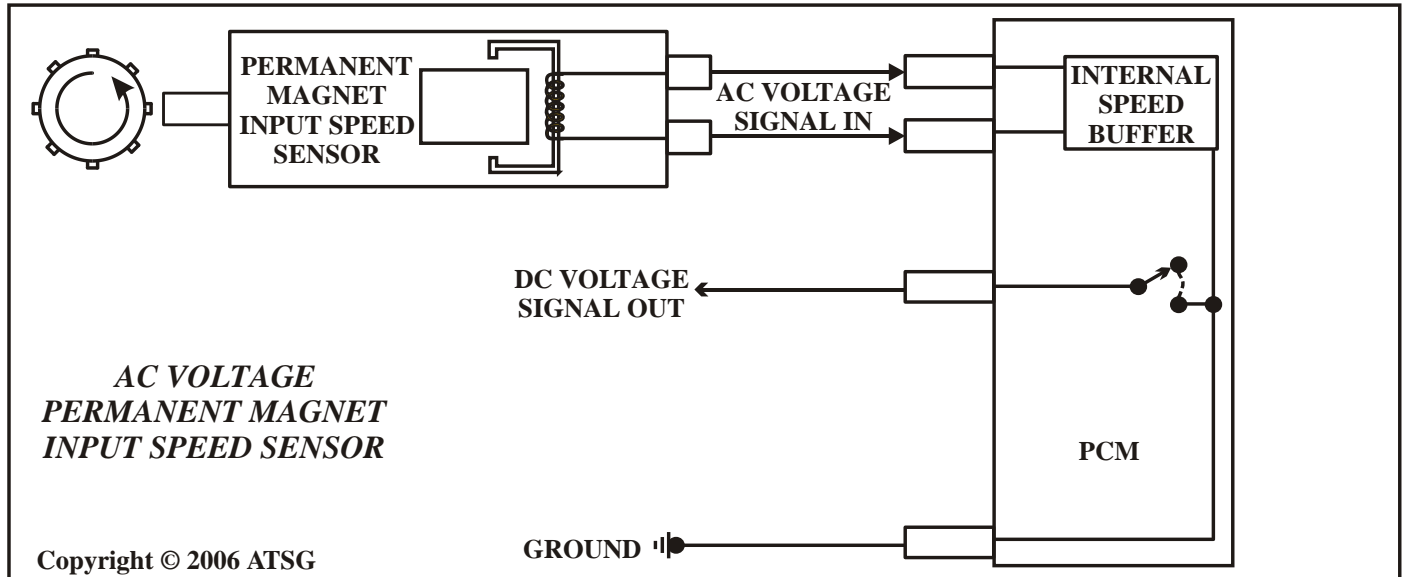 PERMANENT
MAGNET
INPUT SPEED
SENSOR
AC VOLTAGE
SIGNAL IN
INTERNAL
SPEED
BUFFER
DC VOLTAGE
SIGNAL OUT
AC VOLTAGE
PERMANENT MAGNET
INPUT SPEED SENSOR
PCM
GROUND
Copyright © 2006 ATSG